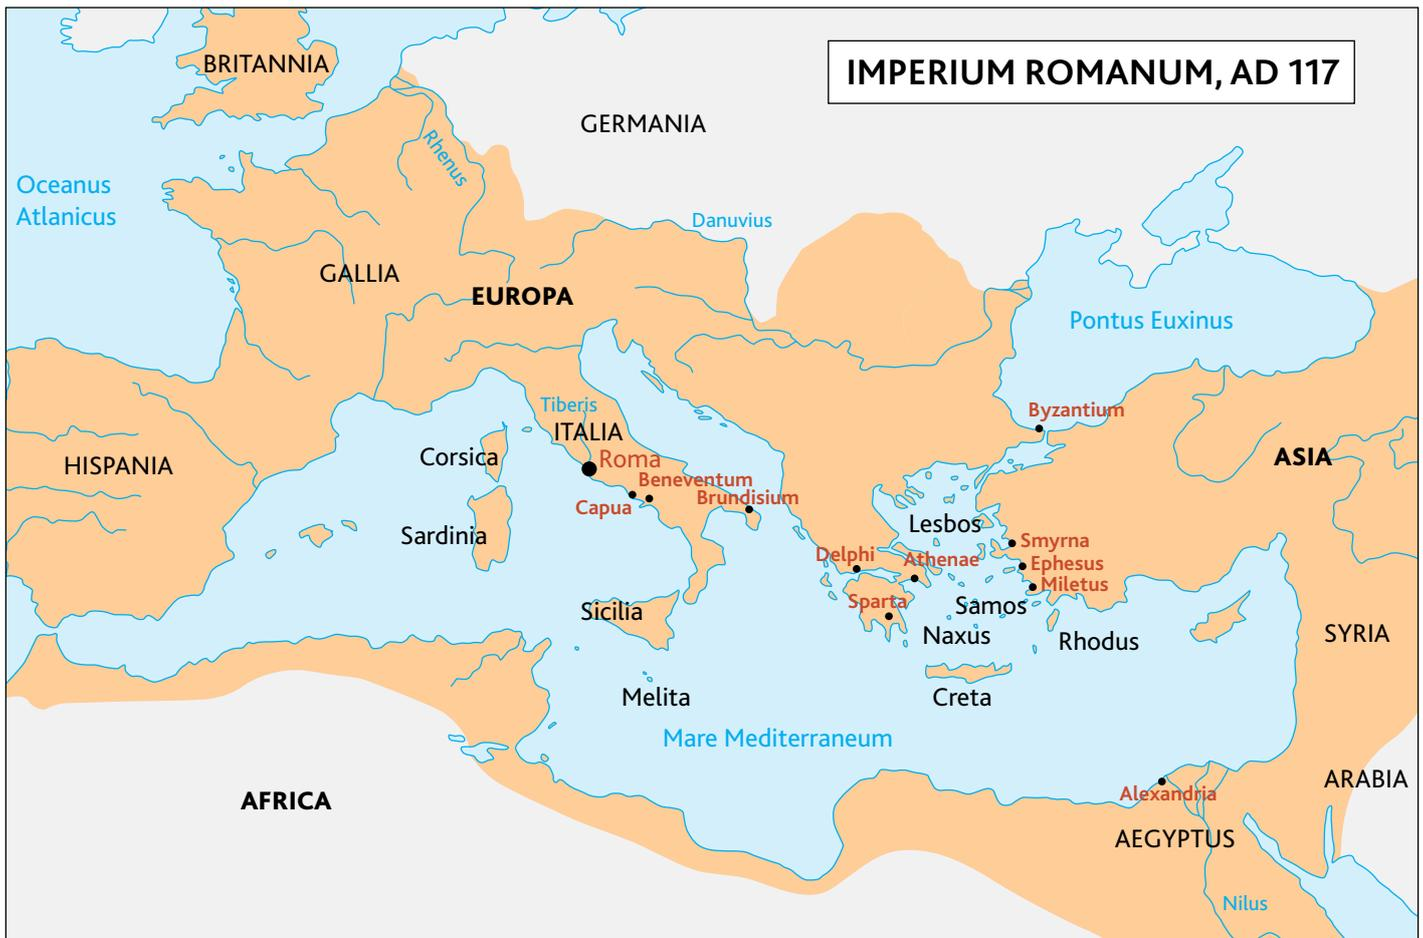 IMPERIUM ROMANUM, AD 117
BRITANNIA
GERMANIA
Rhenus
Oceanus
Atlanicus
Danuvius
GALLIA
EUROPA
Pontus Euxinus
Tiberis
Byzantium
ITALIA
HISPANIA
Corsica
Roma
ASIA
Beneventum
Brundisium
Capua
Sardinia
Lesbos
Smyrna
Delphi
Athenae
Ephesus
Miletus
Sparta
Samos
Sicilia
Naxus
Rhodus
SYRIA
Melita
Creta
Mare Mediterraneum
ARABIA
Alexandria
AFRICA
AEGYPTUS
Nilus